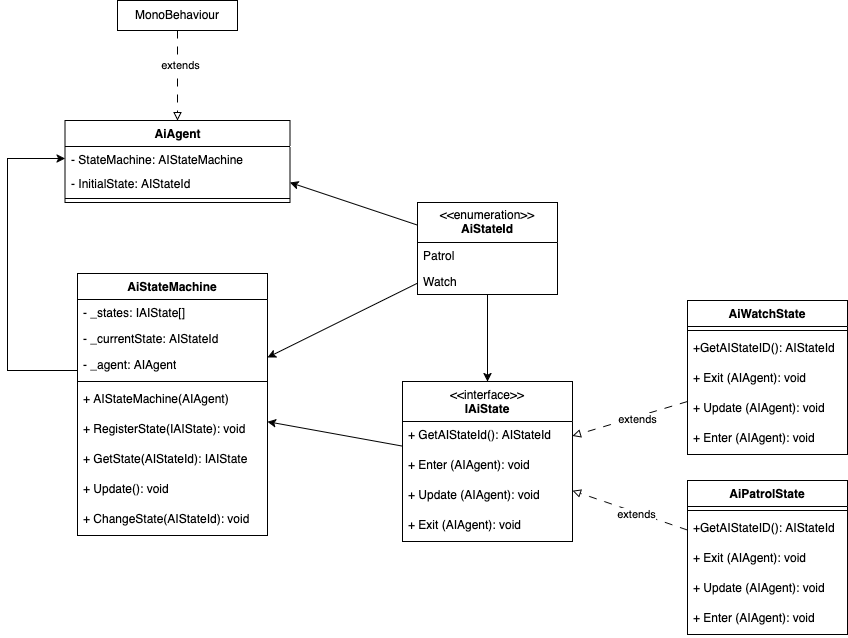 MonoBehaviour
extends
AiAgent
- StateMachine: AIStateMachine
- InitialState: AIStateId
<<enumeration>>
AiStateId
Patrol
Watch
AiStateMachine
- _states: IAIState[]
- _currentState: AIStateId
- _agent: AIAgent
+ AIStateMachine(AIAgent)
+ RegisterState(IAIState): void
+ GetState(AIStateId): IAIState
+ Update(): void
+ ChangeState(AIStateId): void
<<interface>>
IAiState
+ GetAIStateId(): AIStateId
+ Enter (AIAgent): void
+ Update (AIAgent): void
+ Exit (AIAgent): void
extends
extends
AiWatchState
+GetAIStateID(): AIStateId
+ Exit (AIAgent): void
+ Update (AIAgent): void
+ Enter (AIAgent): void
AiPatrolState
+GetAIStateID(): AIStateId
+ Exit (AIAgent): void
+ Update (AIAgent): void
+ Enter (AIAgent): void